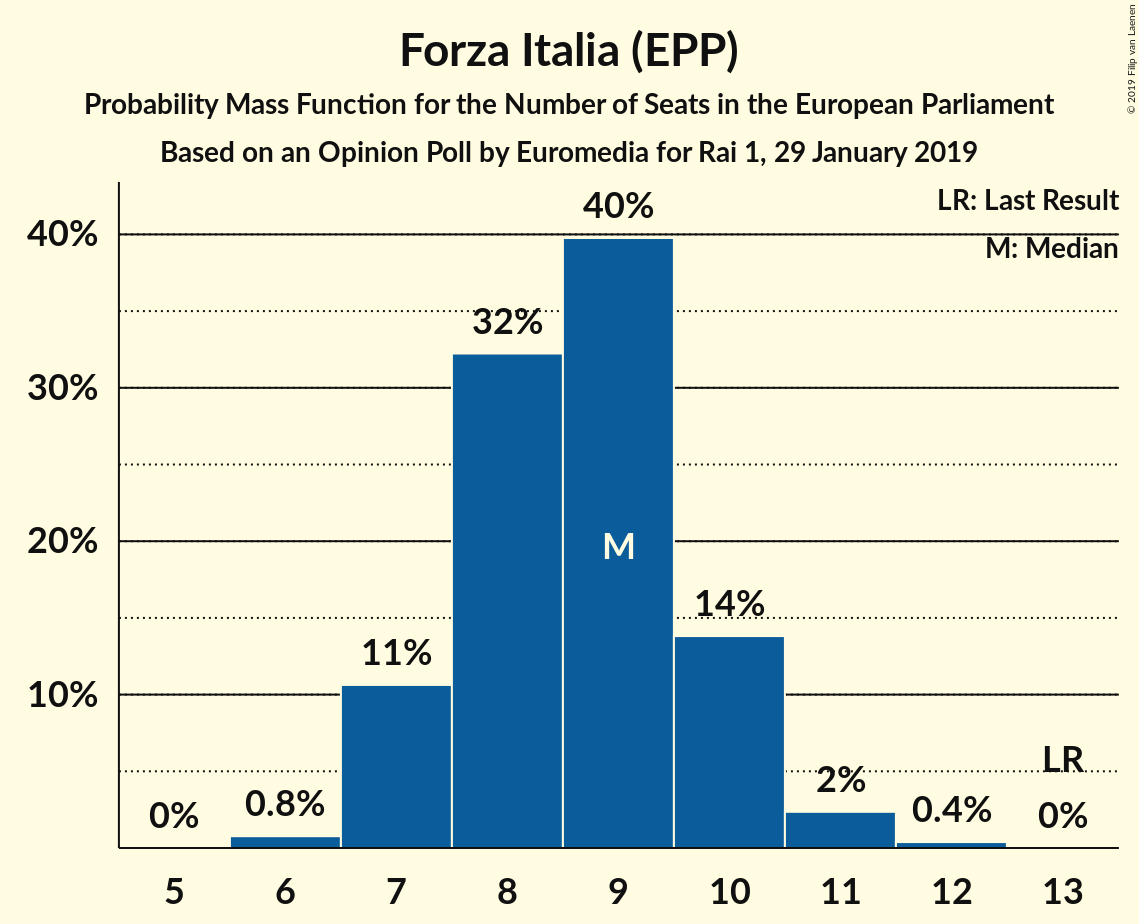 Forza Italia (EPP)
Probability Mass Function for the Number of Seats in the European Parliament
Based on an Opinion Poll by Euromedia for Rai 1, 29 January 2019
© 2019 Filip van Laenen
LR: Last Result
M: Median
40%
30%
20%
10%
0%
0.8%
11%
32%
40%
M
14%
2%
0.4%
LR
0%
5 6 7 8 9 10 11 12 13